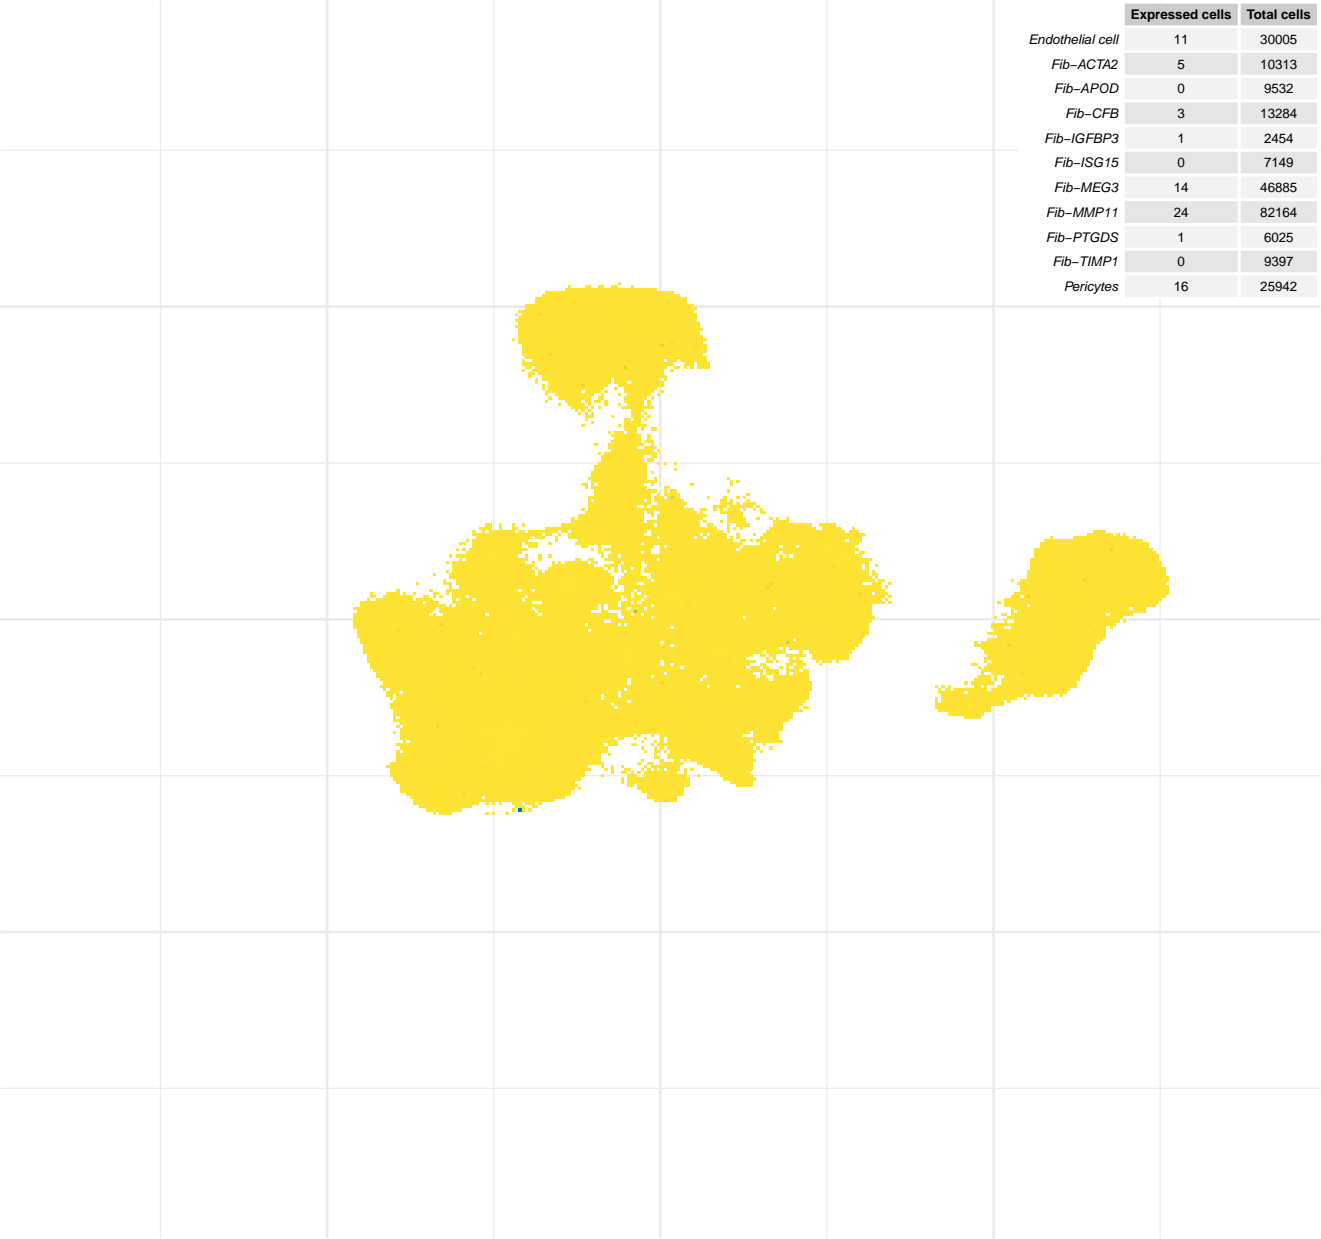 Expressed cells Total cells
Endothelial cell 11 30005
Fib−ACTA2 5 10313
Fib−APOD 0 9532
Fib−CFB 3 13284
Fib−IGFBP3 1 2454
Fib−ISG15 0 7149
Fib−MEG3 14 46885
Fib−MMP11 24 82164
Fib−PTGDS 1 6025
Fib−TIMP1 0 9397
Pericytes 16 25942